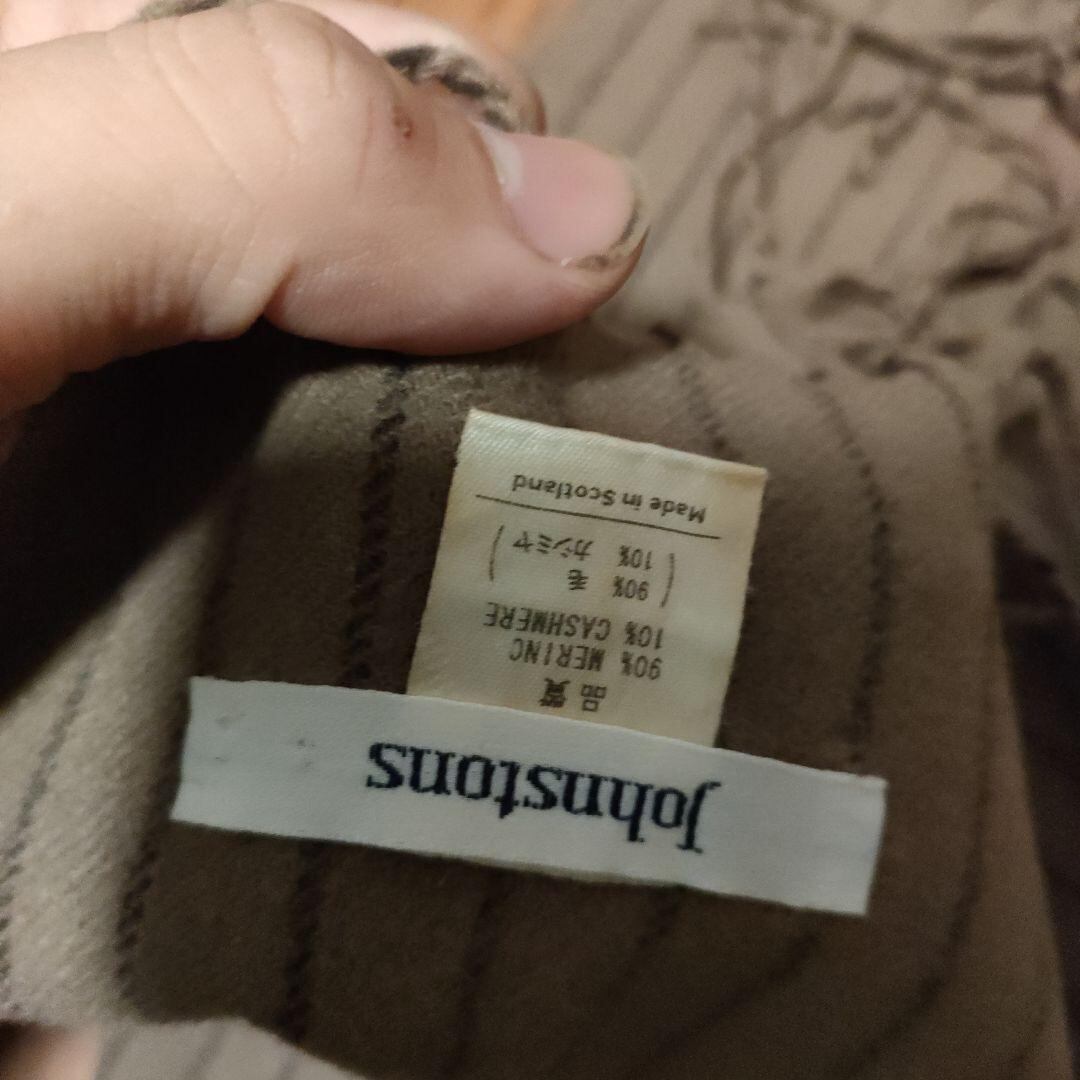 Johnstons
品質
90% MERINO
10% CASHMERE
( 90% 毛 )
( 10% カシミヤ )
Made in Scotland